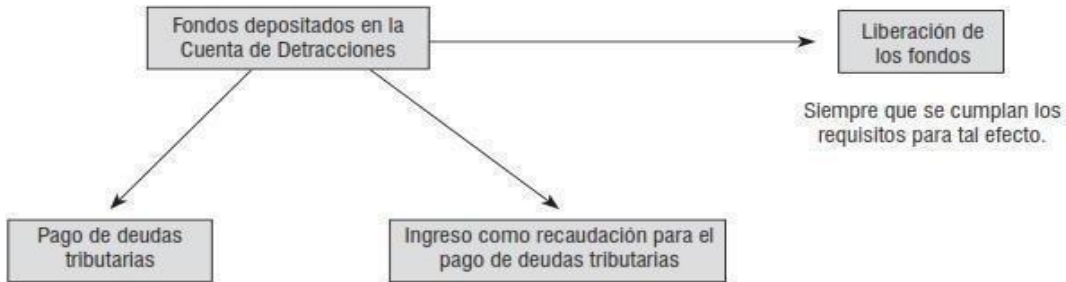 Fondos depositados en la
Cuenta de Detracciones
Liberación de
los fondos
Siempre que se cumplan los
requisitos para tal efecto.
Pago de deudas
tributarias
Ingreso como recaudación para el
pago de deudas tributarias